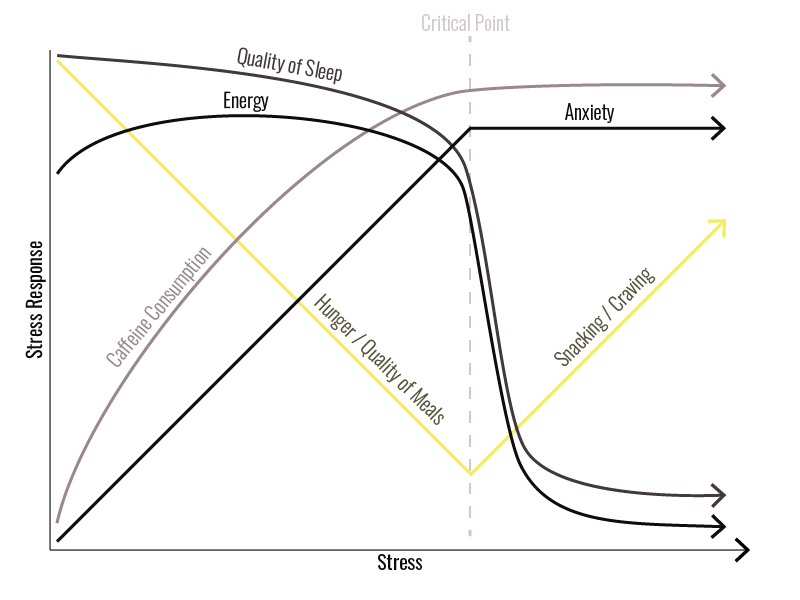 Critical Point
Quality of Sleep
Energy
Anxiety
Caffeine Consumption
Hunger / Quality of Meals
Snacking / Craving
Stress Response
Stress